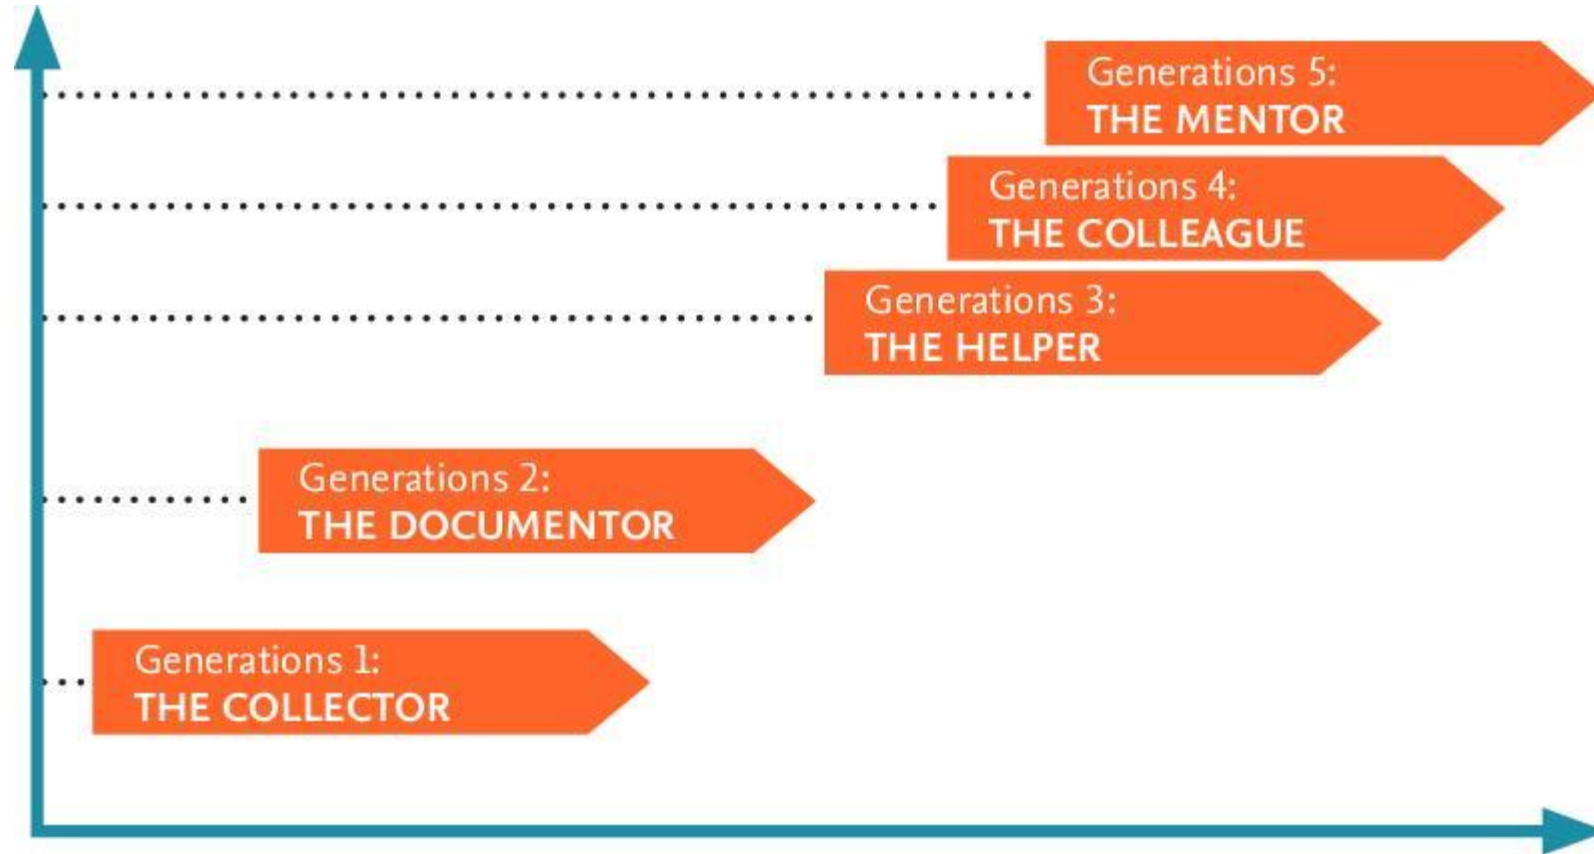 Generations 5:
THE MENTOR
Generations 4:
THE COLLEAGUE
Generations 3:
THE HELPER
Generations 2:
THE DOCUMENTOR
Generations 1:
THE COLLECTOR